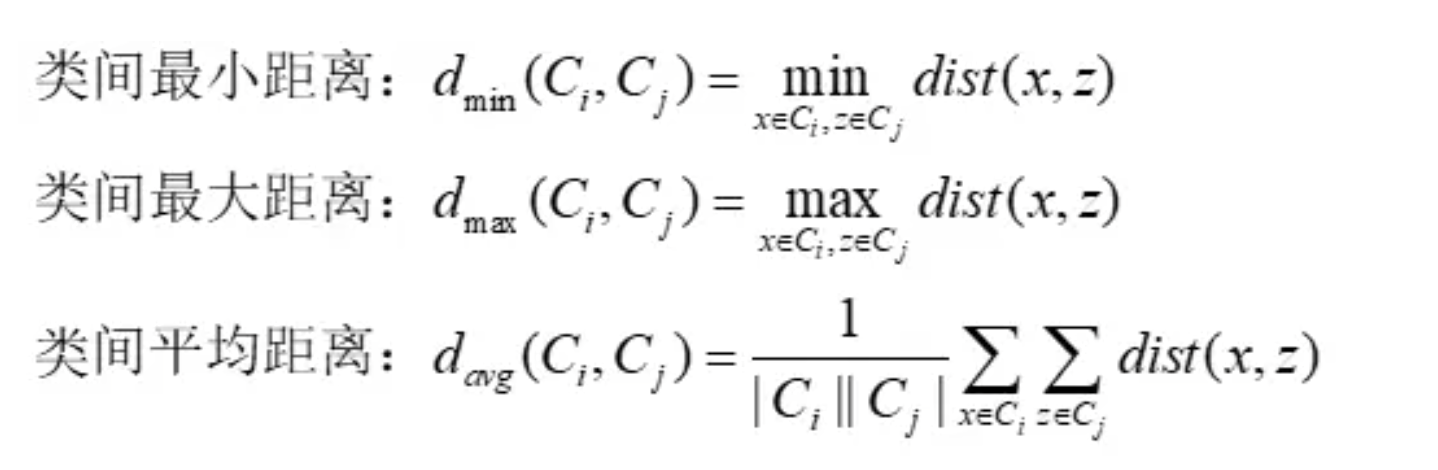 类间最小距离：d_min(C_i, C_j) = min_{x∈C_i, z∈C_j} dist(x, z)
类间最大距离：d_max(C_i, C_j) = max_{x∈C_i, z∈C_j} dist(x, z)
类间平均距离：d_avg(C_i, C_j) = \frac{1}{|C_i||C_j|} ∑_{x∈C_i} ∑_{z∈C_j} dist(x, z)